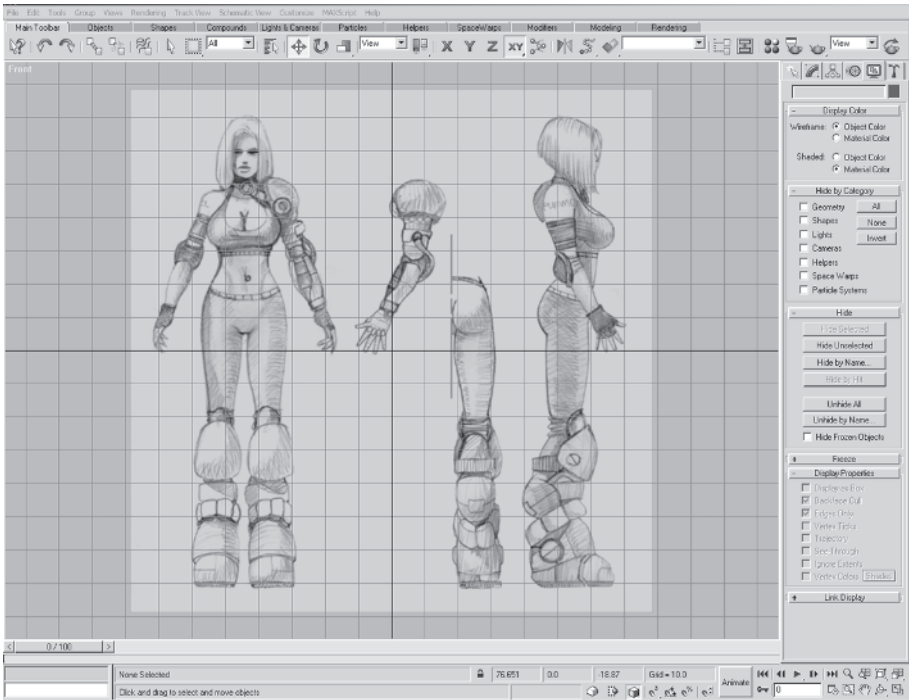 File Edit Tools Group Views Rendering Track View Schematic View Customize MAXScript Help
Main Toolbar Objects Shapes Compounds Lights & Cameras Particles Helpers SpaceWarps Modifiers Modeling Rendering
All View X Y Z XY View
Front
Display Color
Wireframe: Object Color
Material Color
Shaded: Object Color
Material Color
Hide by Category
Geometry All
Shapes None
Lights Invert
Cameras
Helpers
Space Warps
Particle Systems
Hide
Hide Selected
Hide Unselected
Hide by Name...
Hide by Hit
Unhide All
Unhide by Name...
Hide Frozen Objects
Freeze
Display Properties
Display as Box
Backface Cull
Edges Only
Vertex Ticks
Trajectory
See-Through
Ignore Extents
Vertex Colors Shaded
Link Display
0 / 100
None Selected 76.651 0.0 -18.87 Grid = 10.0 Animate
Click and drag to select and move objects 0